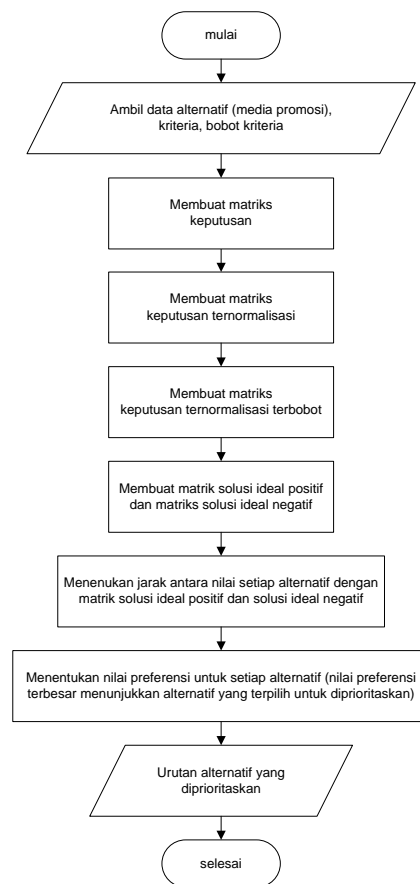 mulai
Ambil data alternatif (media promosi),
kriteria, bobot kriteria
Membuat matriks
keputusan
Membuat matriks
keputusan ternormalisasi
Membuat matriks
keputusan ternormalisasi terbobot
Membuat matrik solusi ideal positif
dan matriks solusi ideal negatif
Menenukan jarak antara nilai setiap alternatif dengan
matrik solusi ideal positif dan solusi ideal negatif
Menentukan nilai preferensi untuk setiap alternatif (nilai preferensi
terbesar menunjukkan alternatif yang terpilih untuk diprioritaskan)
Urutan alternatif yang
diprioritaskan
selesai